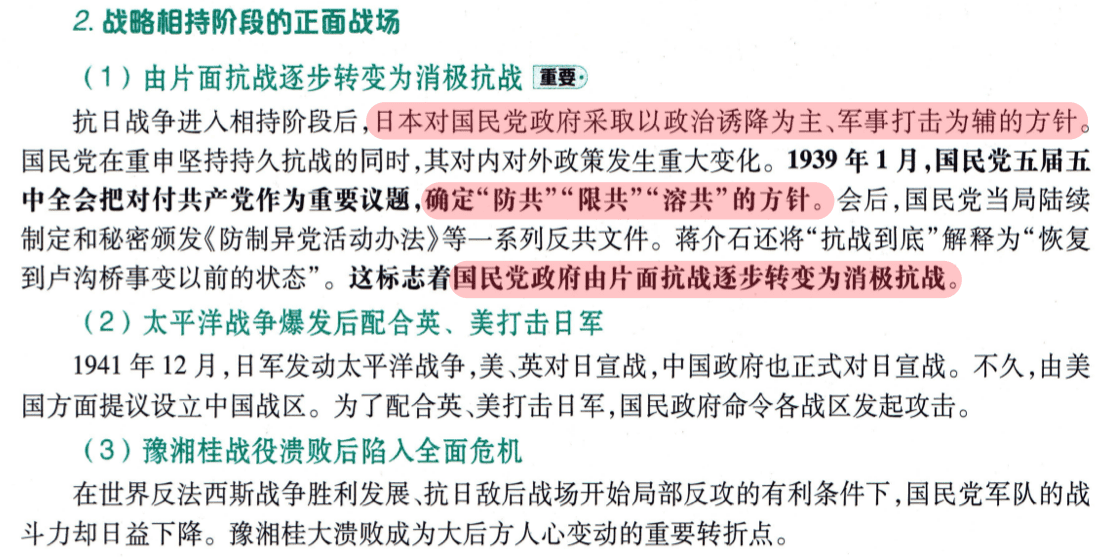 2. 战略相持阶段的正面战场
（1）由片面抗战逐步转变为消极抗战 重要
抗日战争进入相持阶段后，日本对国民党政府采取以政治诱降为主、军事打击为辅的方针。
国民党在重申坚持持久抗战的同时，其对内对外政策发生重大变化。1939 年 1 月，国民党五届五
中全会把对付共产党作为重要议题，确定“防共”“限共”“溶共”的方针。会后，国民党当局陆续
制定和秘密颁发《防制异党活动办法》等一系列反共文件。蒋介石还将“抗战到底”解释为“恢复
到卢沟桥事变以前的状态”。这标志着国民党政府由片面抗战逐步转变为消极抗战。
（2）太平洋战争爆发后配合英、美打击日军
1941 年 12 月，日军发动太平洋战争，美、英对日宣战，中国政府也正式对日宣战。不久，由美
国方面提议设立中国战区。为了配合英、美打击日军，国民政府命令各战区发起攻击。
（3）豫湘桂战役溃败后陷入全面危机
在世界反法西斯战争胜利发展、抗日敌后战场开始局部反攻的有利条件下，国民党军队的战
斗力却日益下降。豫湘桂大溃败成为大后方人心变动的重要转折点。